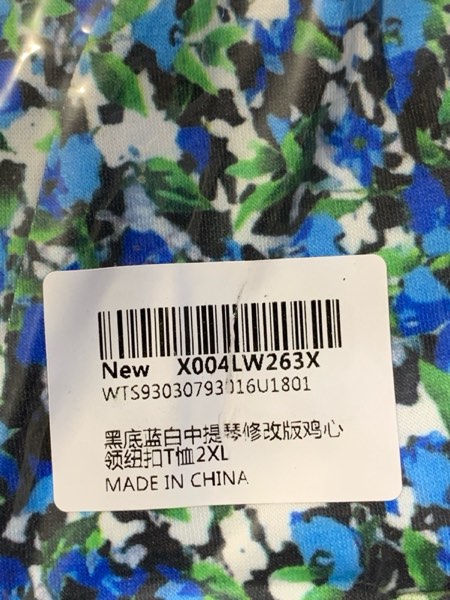 New X004LW263X
WTS93030793016U1801
黑底蓝白中提琴修改版鸡心
领纽扣T恤2XL
MADE IN CHINA